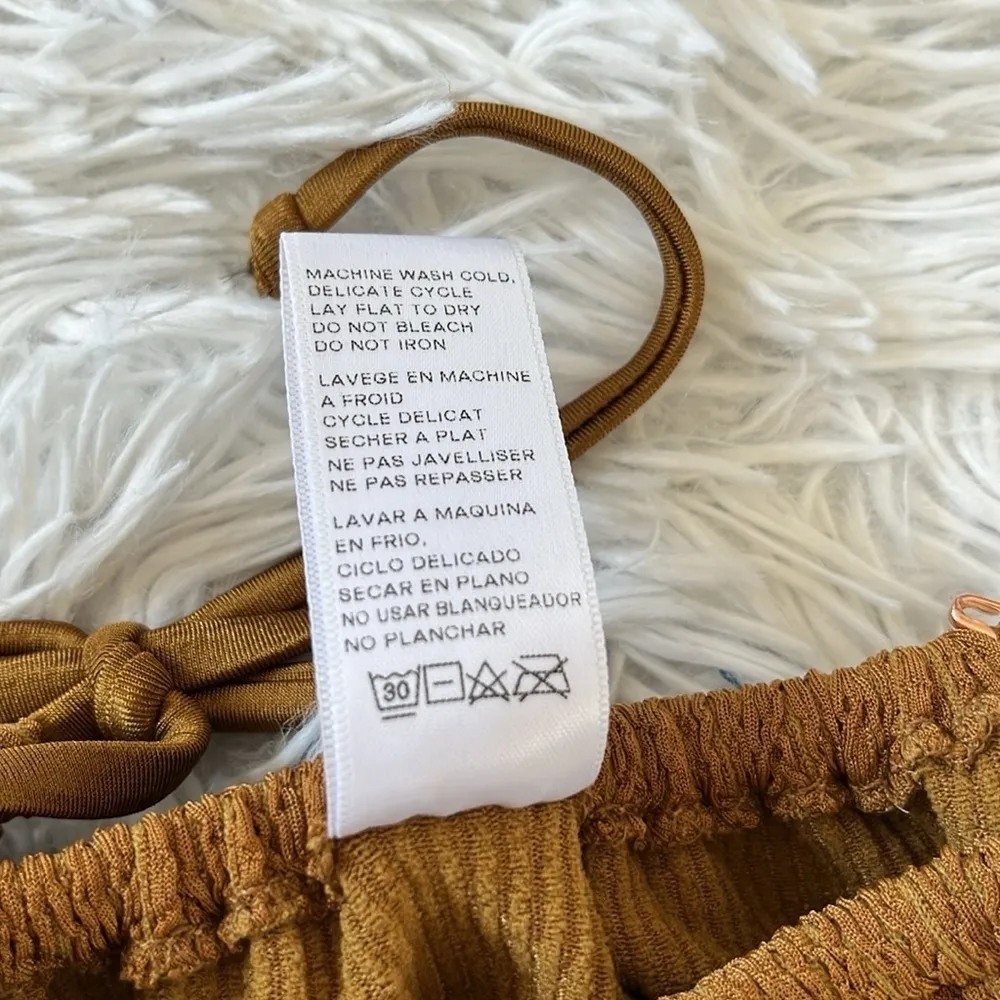 MACHINE WASH COLD,
DELICATE CYCLE
LAY FLAT TO DRY
DO NOT BLEACH
DO NOT IRON
LAVEGE EN MACHINE
A FROID
CYCLE DELICAT
SECHER A PLAT
NE PAS JAVELLISER
NE PAS REPASSER
LAVAR A MAQUINA
EN FRIO,
CICLO DELICADO
SECAR EN PLANO
NO USAR BLANQUEADOR
NO PLANCHAR
30